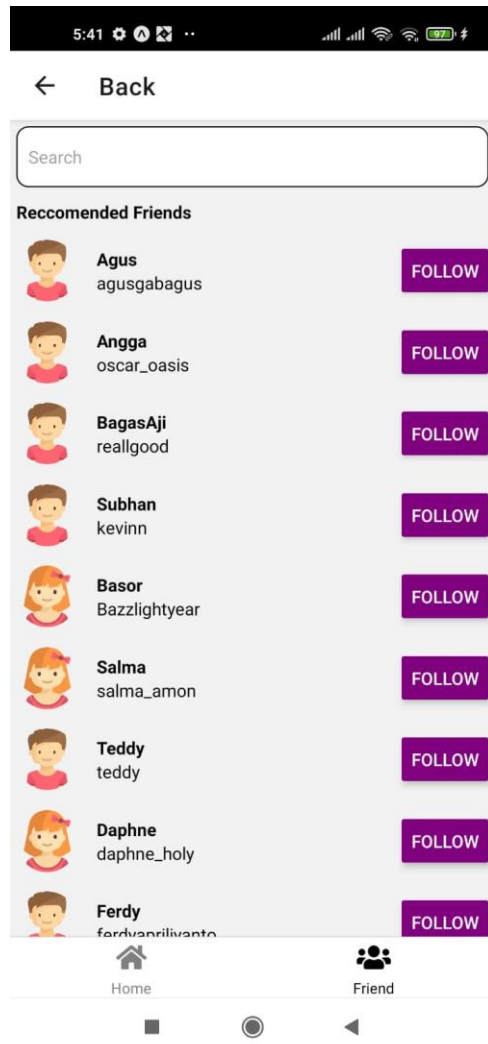 5:41
97
Back
Search
Reccomended Friends
Agus
agusgabagus
FOLLOW
Angga
oscar_oasis
FOLLOW
BagasAji
reallgood
FOLLOW
Subhan
kevinn
FOLLOW
Basor
Bazzlightyear
FOLLOW
Salma
salma_amon
FOLLOW
Teddy
teddy
FOLLOW
Daphne
daphne_holy
FOLLOW
Ferdy
ferdyapriliyanto
FOLLOW
Home
Friend